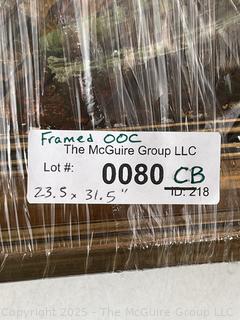 Framed OOC
The McGuire Group LLC
Lot #: 0080 CB
23.5 x 31.5" ID: 218
Copyright 2025 - The McGuire Group LLC